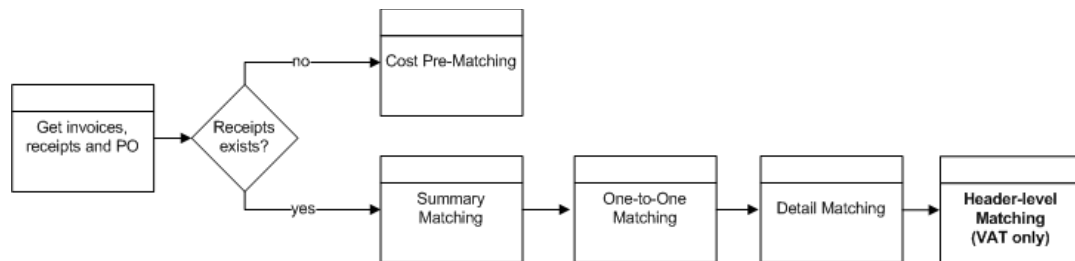 no
Cost Pre-Matching
Get invoices,
receipts and PO
Receipts
exists?
yes
Summary
Matching
One-to-One
Matching
Detail Matching
Header-level
Matching
(VAT only)